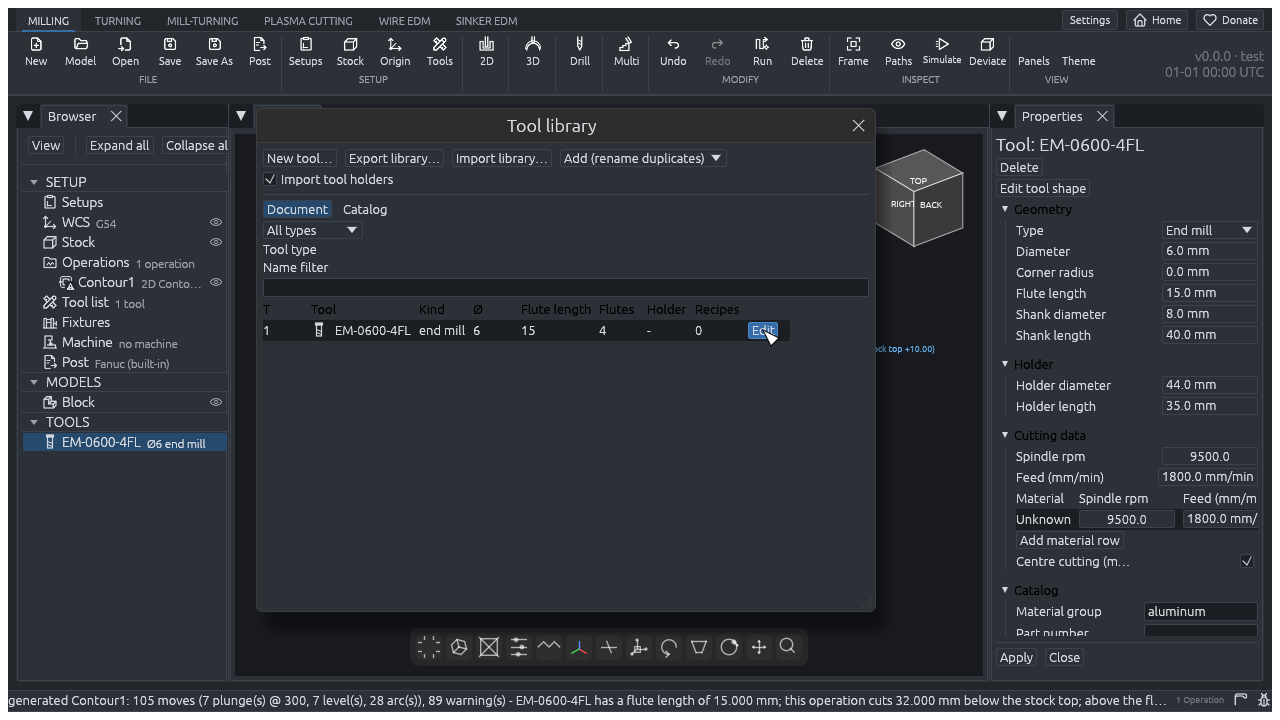 MILLING TURNING MILL-TURNING PLASMA CUTTING WIRE EDM SINKER EDM Settings Home Donate
New Model Open Save Save As Post Setups Stock Origin Tools 2D 3D Drill Multi Undo Redo Run Delete Frame Paths Simulate Deviate Panels Theme
FILE SETUP MODIFY INSPECT VIEW
v0.0.0 · test
01-01 00:00 UTC
Browser
View Expand all Collapse al
SETUP
Setups
WCS G54
Stock
Operations 1 operation
Contour1 2D Conto...
Tool list 1 tool
Fixtures
Machine no machine
Post Fanuc (built-in)
MODELS
Block
TOOLS
EM-0600-4FL Ø6 end mill
Tool library
New tool... Export library... Import library... Add (rename duplicates)
Import tool holders
Document Catalog
All types
Tool type
Name filter
T Tool Kind Ø Flute length Flutes Holder Recipes
1 EM-0600-4FL end mill 6 15 4 - 0 Edit
TOP
RIGHT BACK
ck top +10.00)
Properties
Tool: EM-0600-4FL
Delete
Edit tool shape
Geometry
Type End mill
Diameter 6.0 mm
Corner radius 0.0 mm
Flute length 15.0 mm
Shank diameter 8.0 mm
Shank length 40.0 mm
Holder
Holder diameter 44.0 mm
Holder length 35.0 mm
Cutting data
Spindle rpm 9500.0
Feed (mm/min) 1800.0 mm/min
Material Spindle rpm Feed (mm/m
Unknown 9500.0 1800.0 mm/
Add material row
Centre cutting (m...
Catalog
Material group aluminum
Part number
Apply Close
generated Contour1: 105 moves (7 plunge(s) @ 300, 7 level(s), 28 arc(s)), 89 warning(s) - EM-0600-4FL has a flute length of 15.000 mm; this operation cuts 32.000 mm below the stock top; above the fl... 1 Operation